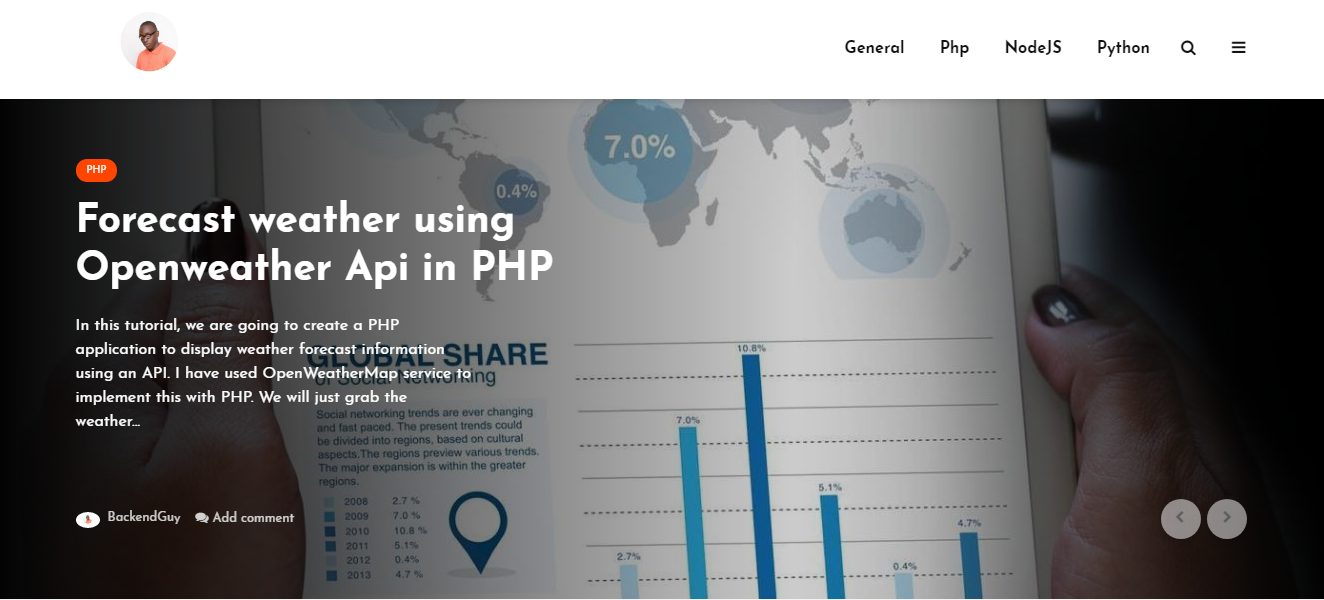 General Php NodeJS Python
PHP
Forecast weather using
Openweather Api in PHP
In this tutorial, we are going to create a PHP
application to display weather forecast information
using an API. I have used OpenWeatherMap service to
implement this with PHP. We will just grab the
weather...
BackendGuy Add comment
7.0%
0.4%
GLOBAL SHARE
of Social Networking
Social networking trends are ever changing
and fast paced. The present trends could
be divided into regions, based on cultural
aspects.The regions preview various trends.
The major expansion is within the greater
regions.
2008 2.7 %
2009 7.0 %
2010 10.8 %
2011 5.1%
2012 0.4%
2013 4.7 %
2.7%
7.0%
10.8%
5.1%
0.4%
4.7%